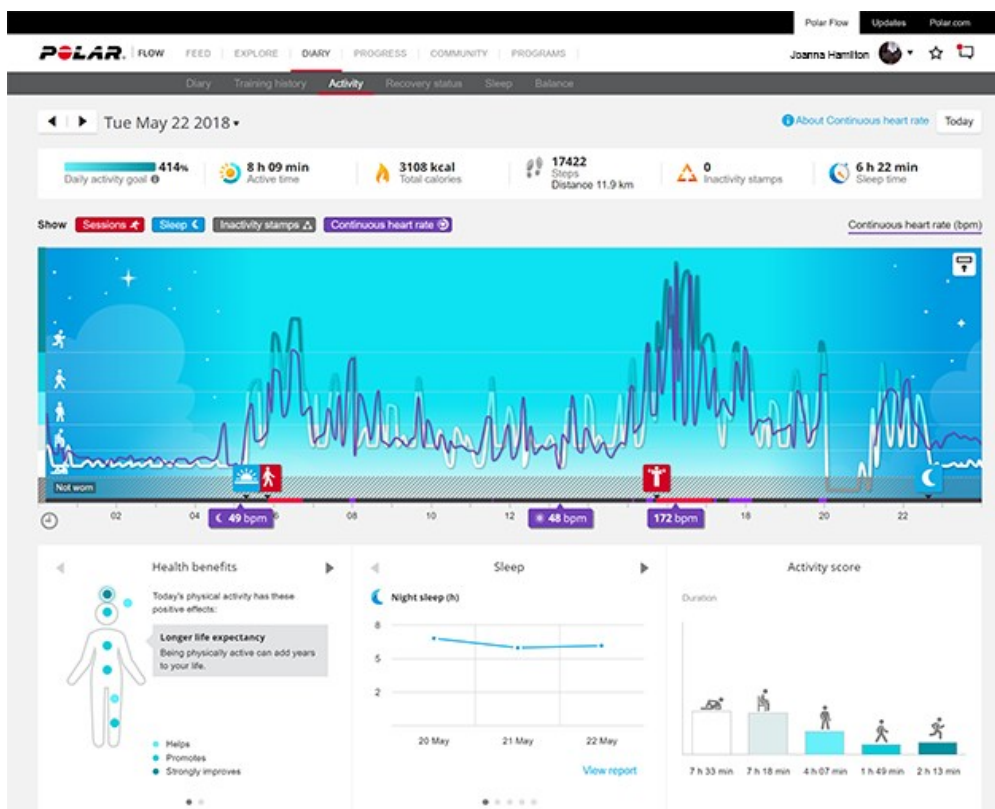 Polar Flow Updates Polar.com
POLAR. FLOW FEED EXPLORE DIARY PROGRESS COMMUNITY PROGRAMS Joanna Hamilton
Diary Training history Activity Recovery status Sleep Balance
Tue May 22 2018 About Continuous heart rate Today
414% 8 h 09 min 3108 kcal 17422 0 6 h 22 min
Daily activity goal Active time Total calories Steps Inactivity stamps Sleep time
Distance 11.9 km
Show Sessions Sleep Inactivity stamps Continuous heart rate Continuous heart rate (bpm)
Not worn
02 04 49 bpm 06 08 10 12 48 bpm 172 bpm 18 20 22
Health benefits
Today's physical activity has these
positive effects:
Longer life expectancy
Being physically active can add years
to your life.
Helps
Promotes
Strongly improves
Sleep
Night sleep (h)
8
5
2
20 May 21 May 22 May
View report
Activity score
Duration
7 h 33 min 7 h 18 min 4 h 07 min 1 h 49 min 2 h 13 min